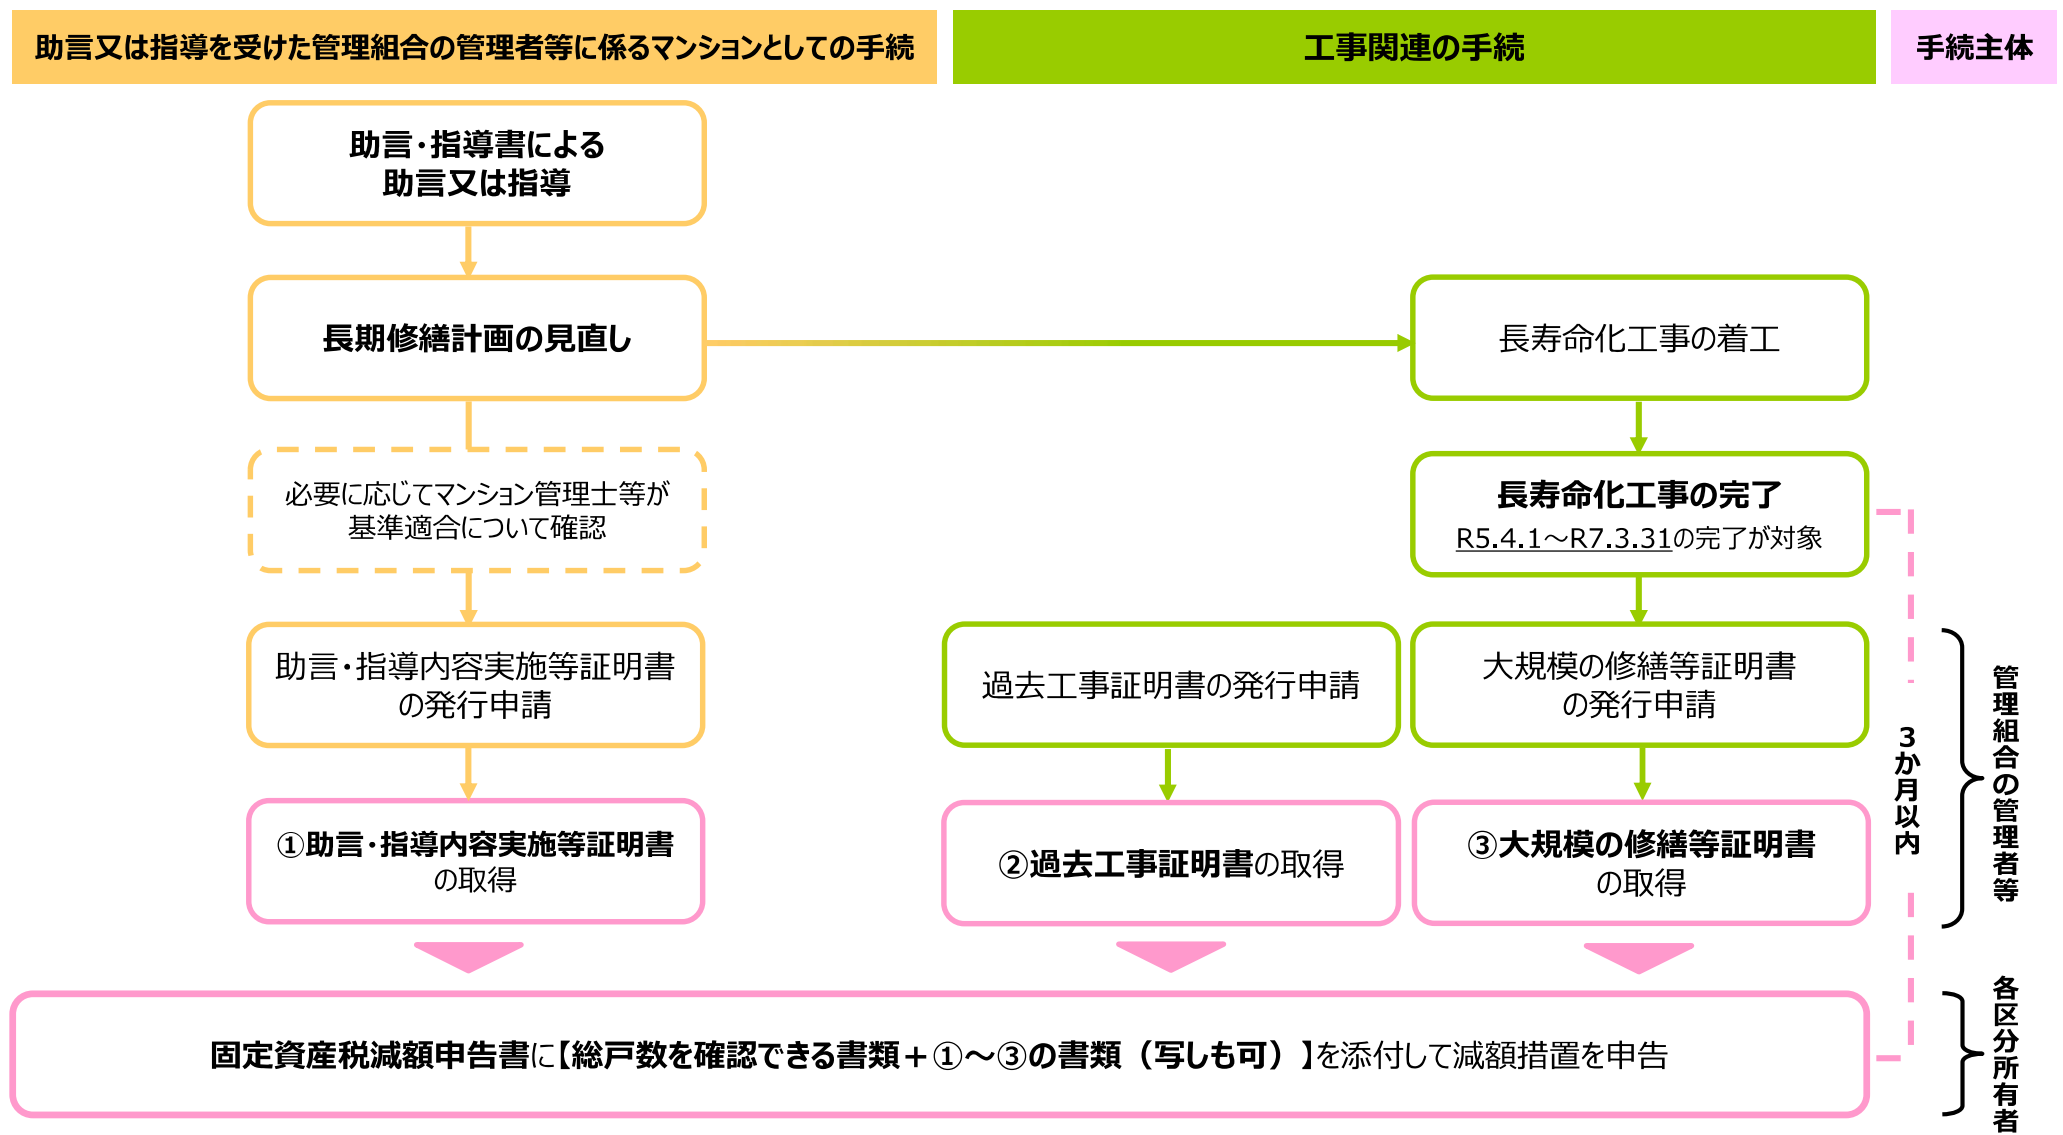 助言又は指導を受けた管理組合の管理者等に係るマンションとしての手続
工事関連の手続
手続主体
助言・指導書による
助言又は指導
長期修繕計画の見直し
長寿命化工事の着工
必要に応じてマンション管理士等が
基準適合について確認
長寿命化工事の完了
R5.4.1～R7.3.31の完了が対象
助言・指導内容実施等証明書
の発行申請
過去工事証明書の発行申請
大規模の修繕等証明書
の発行申請
①助言・指導内容実施等証明書
の取得
②過去工事証明書の取得
③大規模の修繕等証明書
の取得
3か月以内
管理組合の管理者等
固定資産税減額申告書に【総戸数を確認できる書類＋①～③の書類（写しも可）】を添付して減額措置を申告
各区分所有者